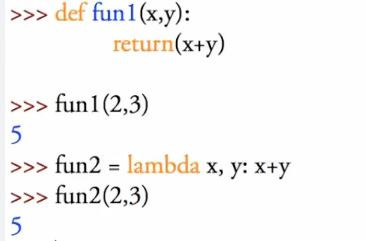 >>> def fun1(x,y):
return(x+y)
>>> fun1(2,3)
5
>>> fun2 = lambda x, y: x+y
>>> fun2(2,3)
5